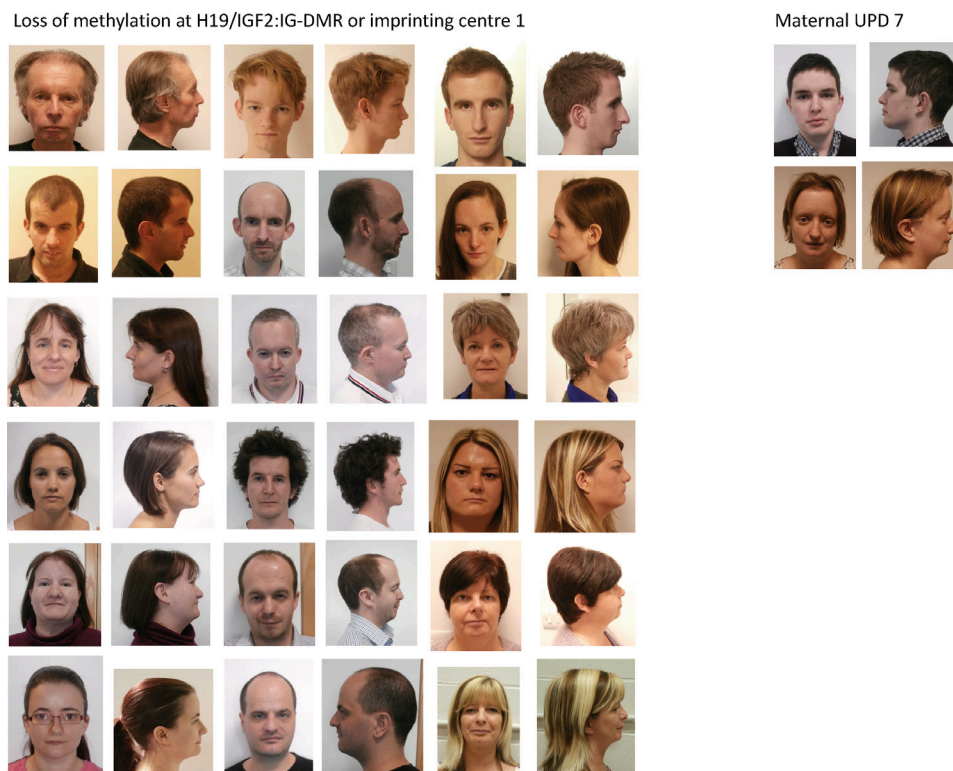 Loss of methylation at H19/IGF2:IG-DMR or imprinting centre 1
Maternal UPD 7